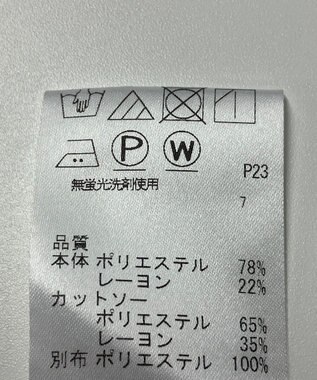 P W
P23
無蛍光洗剤使用
7
品質
本体 ポリエステル 78%
レーヨン 22%
カットソー
ポリエステル 65%
レーヨン 35%
別布 ポリエステル 100%